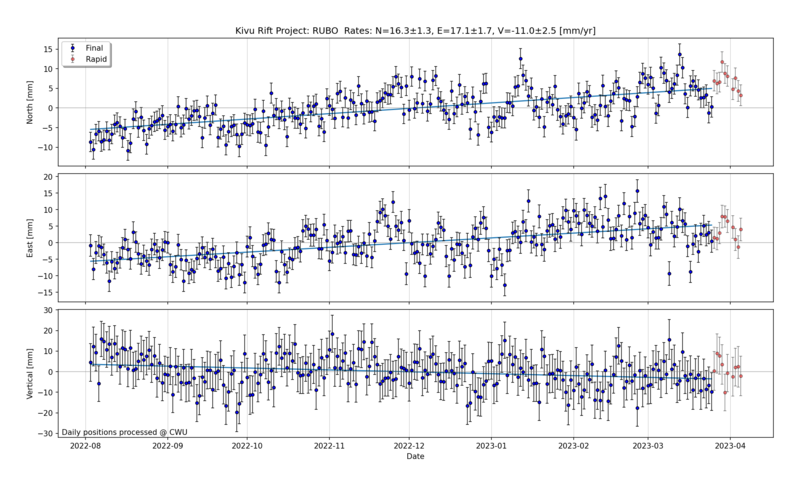 Kivu Rift Project: RUBO Rates: N=16.3±1.3, E=17.1±1.7, V=-11.0±2.5 [mm/yr]
Final
Rapid
North [mm]
15
10
5
0
−5
−10
East [mm]
20
15
10
5
0
−5
−10
−15
Vertical [mm]
30
20
10
0
−10
−20
−30
Daily positions processed @ CWU
2022-08 2022-09 2022-10 2022-11 2022-12 2023-01 2023-02 2023-03 2023-04
Date